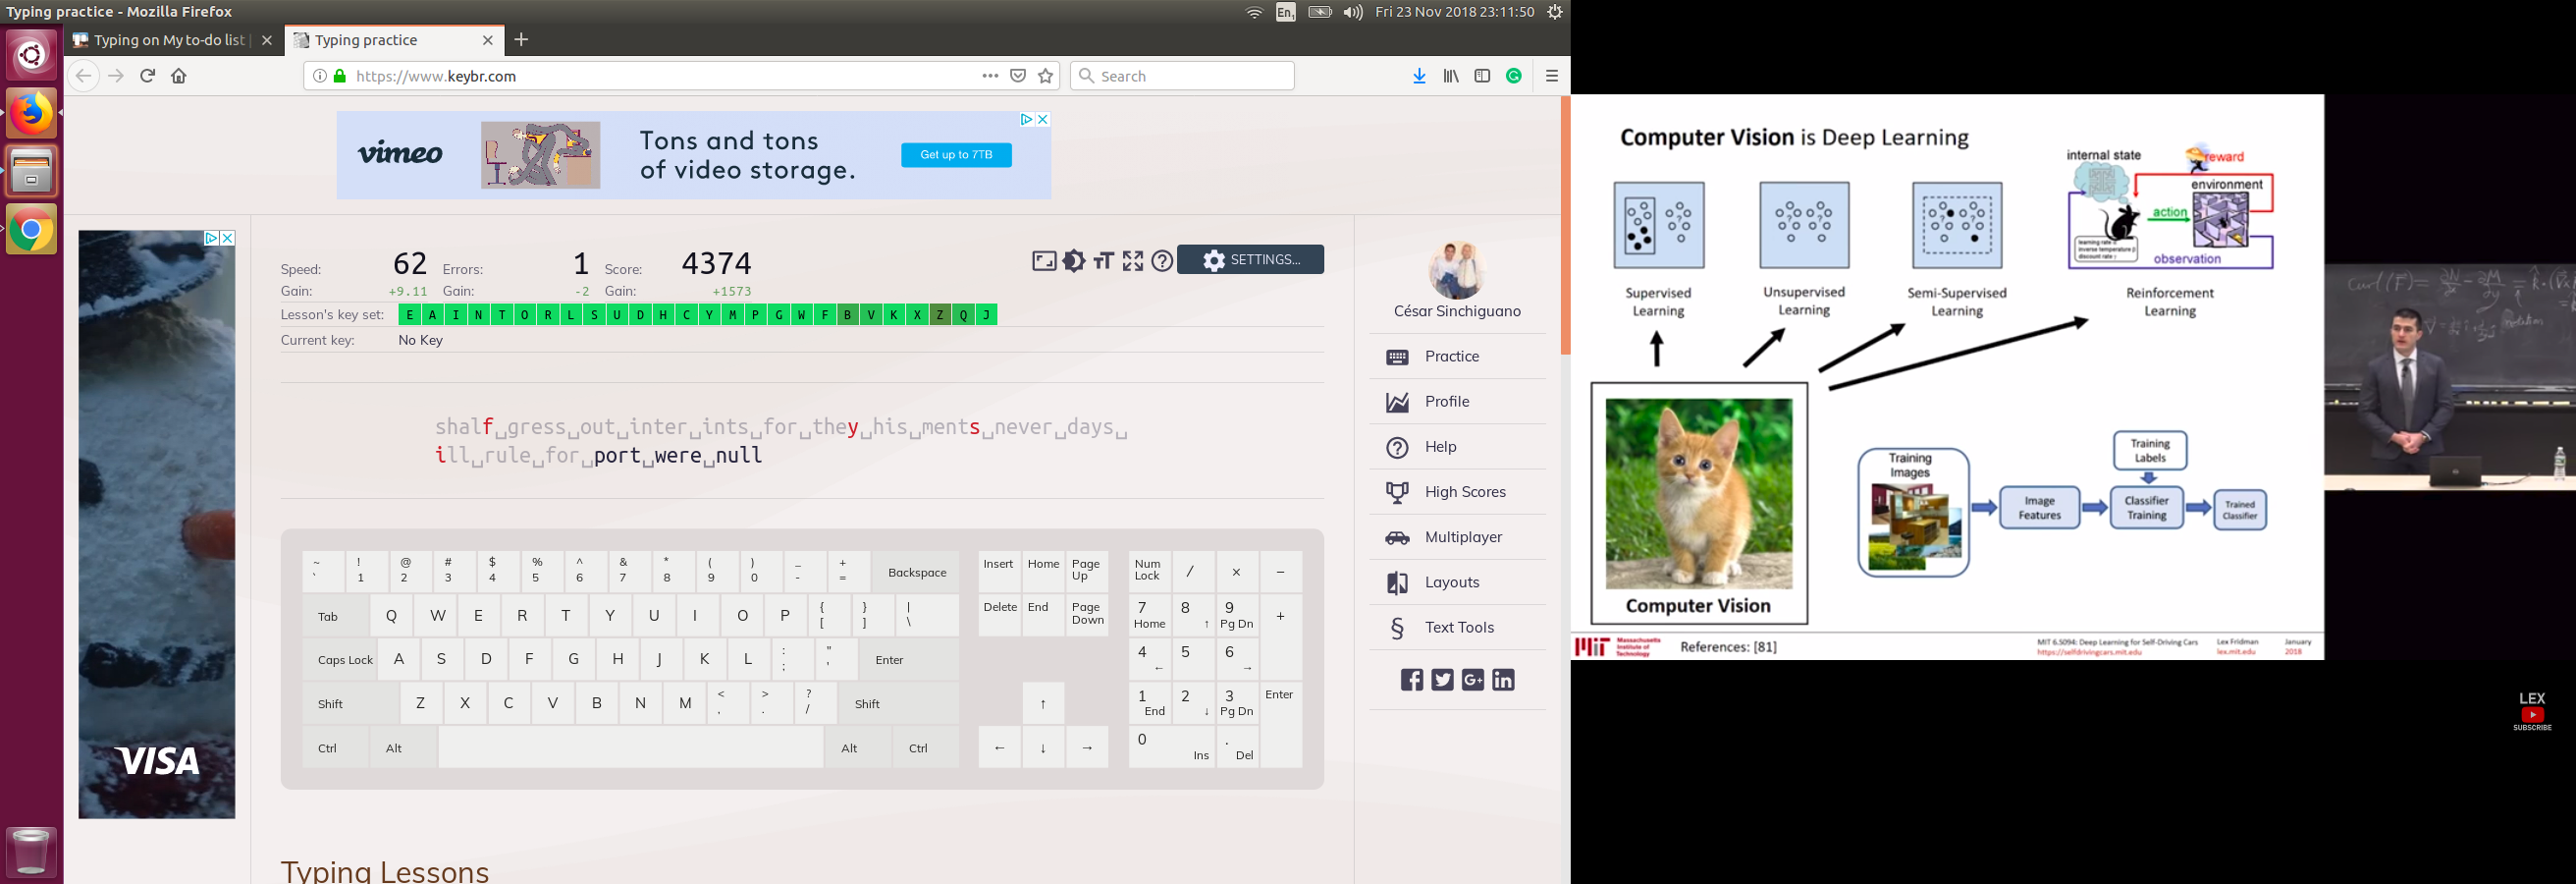 Typing practice - Mozilla Firefox
En1
Fri 23 Nov 2018 23:11:50
Typing on My to-do list |
Typing practice
https://www.keybr.com
Search
vimeo
Tons and tons
of video storage.
Get up to 7TB
VISA
Speed: 62 Errors: 1 Score: 4374
Gain: +9.11 Gain: -2 Gain: +1573
SETTINGS...
Lesson's key set: E A I N T O R L S U D H C Y M P G W F B V K X Z Q J
Current key: No Key
shalf␣gress␣out␣inter␣ints␣for␣they␣his␣ments␣never␣days␣
ill␣rule␣for␣port␣were␣null
~ ! @ # $ % ^ & * ( ) _ +
` 1 2 3 4 5 6 7 8 9 0 - = Backspace
Tab Q W E R T Y U I O P { [ } ] | \
Caps Lock A S D F G H J K L : ; " ' Enter
Shift Z X C V B N M < , > . ? / Shift
Ctrl Alt Alt Ctrl
Insert Home Page Up
Delete End Page Down
↑
← ↓ →
Num Lock / × −
7 Home 8 ↑ 9 Pg Dn +
4 ← 5 6 →
1 End 2 ↓ 3 Pg Dn Enter
0 Ins . Del
Typing Lessons
César Sinchiguano
Practice
Profile
Help
High Scores
Multiplayer
Layouts
§ Text Tools
Computer Vision is Deep Learning
internal state
reward
environment
action
learning rate α
inverse temperature β
discount rate γ
observation
Supervised
Learning
Unsupervised
Learning
Semi-Supervised
Learning
Reinforcement
Learning
Computer Vision
Training
Images
Image
Features
Training
Labels
Classifier
Training
Trained
Classifier
MIT Massachusetts
Institute of
Technology
References: [81]
MIT 6.S094: Deep Learning for Self-Driving Cars
https://selfdrivingcars.mit.edu
Lex Fridman
lex.mit.edu
January
2018
LEX
SUBSCRIBE